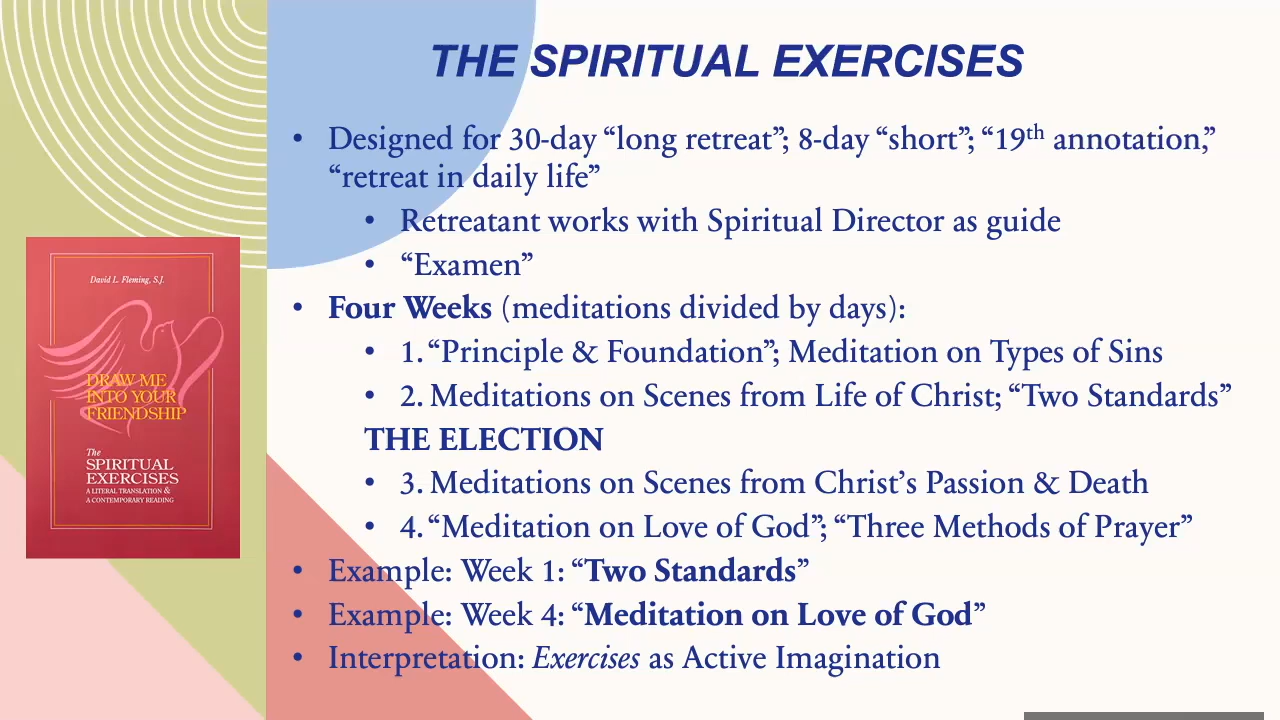 THE SPIRITUAL EXERCISES
• Designed for 30-day “long retreat”; 8-day “short”; “19th annotation,”
“retreat in daily life”
• Retreatant works with Spiritual Director as guide
• “Examen”
• Four Weeks (meditations divided by days):
• 1. “Principle & Foundation”; Meditation on Types of Sins
• 2. Meditations on Scenes from Life of Christ; “Two Standards”
THE ELECTION
• 3. Meditations on Scenes from Christ’s Passion & Death
• 4. “Meditation on Love of God”; “Three Methods of Prayer”
• Example: Week 1: “Two Standards”
• Example: Week 4: “Meditation on Love of God”
• Interpretation: Exercises as Active Imagination
David L. Fleming, S.J.
DRAW ME
INTO YOUR
FRIENDSHIP
The
SPIRITUAL
EXERCISES
A LITERAL TRANSLATION &
A CONTEMPORARY READING